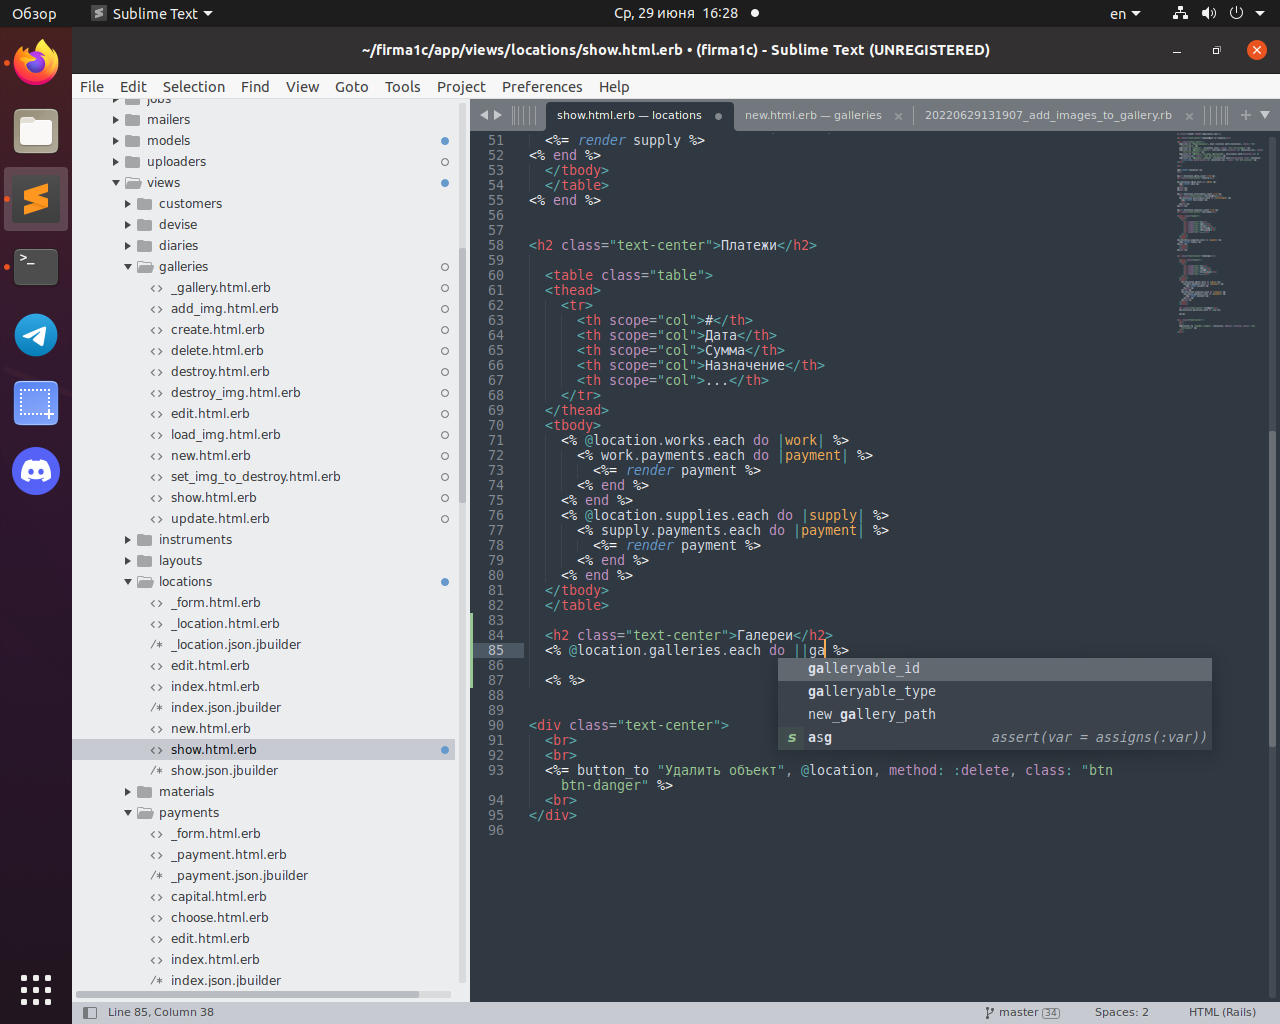 Обзор
Sublime Text
Ср, 29 июня 16:28
en
~/firma1c/app/views/locations/show.html.erb • (firma1c) - Sublime Text (UNREGISTERED)
File Edit Selection Find View Goto Tools Project Preferences Help
jobs
mailers
models
uploaders
views
customers
devise
diaries
galleries
_gallery.html.erb
add_img.html.erb
create.html.erb
delete.html.erb
destroy.html.erb
destroy_img.html.erb
edit.html.erb
load_img.html.erb
new.html.erb
set_img_to_destroy.html.erb
show.html.erb
update.html.erb
instruments
layouts
locations
_form.html.erb
_location.html.erb
_location.json.jbuilder
edit.html.erb
index.html.erb
index.json.jbuilder
new.html.erb
show.html.erb
show.json.jbuilder
materials
payments
_form.html.erb
_payment.html.erb
_payment.json.jbuilder
capital.html.erb
choose.html.erb
edit.html.erb
index.html.erb
index.json.jbuilder
show.html.erb — locations
new.html.erb — galleries
20220629131907_add_images_to_gallery.rb
51 <%= render supply %>
52 <% end %>
53 </tbody>
54 </table>
55 <% end %>
56
57
58 <h2 class="text-center">Платежи</h2>
59
60 <table class="table">
61 <thead>
62 <tr>
63 <th scope="col">#</th>
64 <th scope="col">Дата</th>
65 <th scope="col">Сумма</th>
66 <th scope="col">Назначение</th>
67 <th scope="col">...</th>
68 </tr>
69 </thead>
70 <tbody>
71 <% @location.works.each do |work| %>
72 <% work.payments.each do |payment| %>
73 <%= render payment %>
74 <% end %>
75 <% end %>
76 <% @location.supplies.each do |supply| %>
77 <% supply.payments.each do |payment| %>
78 <%= render payment %>
79 <% end %>
80 <% end %>
81 </tbody>
82 </table>
83
84 <h2 class="text-center">Галереи</h2>
85 <% @location.galleries.each do ||ga %>
86
87 <% %>
88
89
90 <div class="text-center">
91 <br>
92 <br>
93 <%= button_to "Удалить объект", @location, method: :delete, class: "btn
btn-danger" %>
94 <br>
95 </div>
96
galleryable_id
galleryable_type
new_gallery_path
s asg assert(var = assigns(:var))
Line 85, Column 38
master 34
Spaces: 2
HTML (Rails)